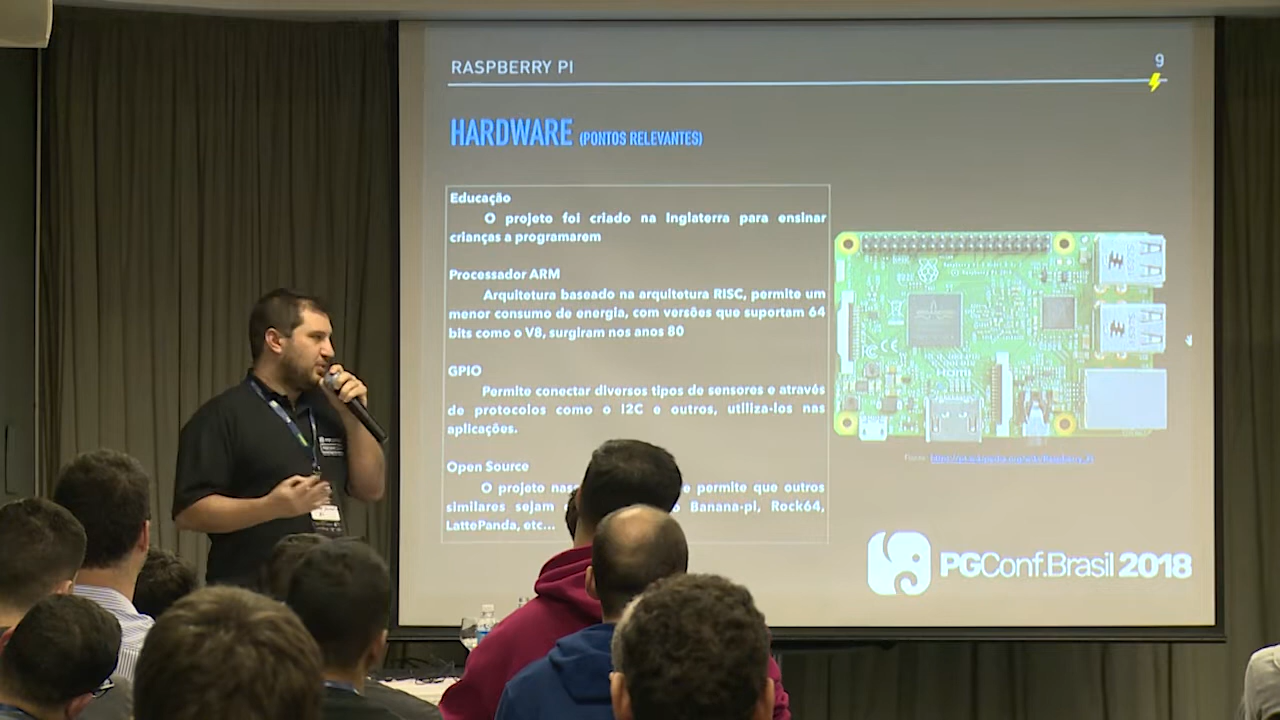 RASPBERRY PI
9
HARDWARE (PONTOS RELEVANTES)
Educação
O projeto foi criado na Inglaterra para ensinar
crianças a programarem
Processador ARM
Arquitetura baseado na arquitetura RISC, permite um
menor consumo de energia, com versões que suportam 64
bits como o V8, surgiram nos anos 80
GPIO
Permite conectar diversos tipos de sensores e através
de protocolos como o I2C e outros, utiliza-los nas
aplicações.
Open Source
O projeto e permite que outros
similares sejam Banana-pi, Rock64,
LattePanda, etc...
PGConf.Brasil 2018